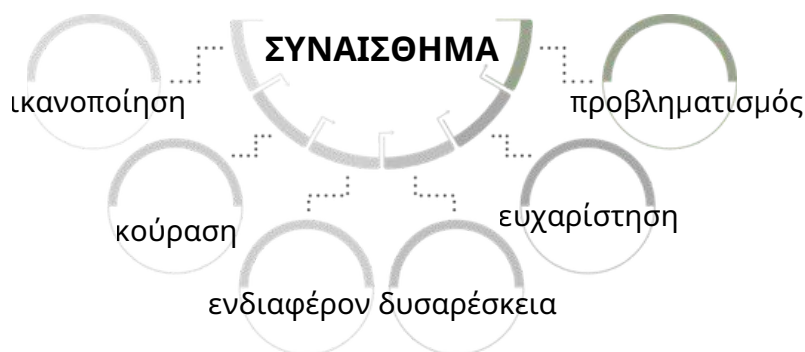 ΣΥΝΑΙΣΘΗΜΑ
ικανοποίηση
προβληματισμός
κούραση
ευχαρίστηση
ενδιαφέρον
δυσαρέσκεια